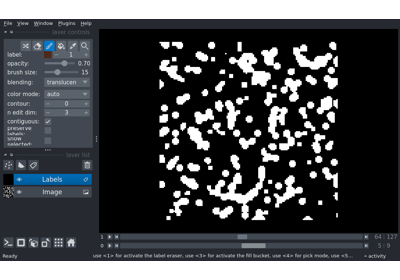 File View Window Plugins Help
layer controls
label: 1
opacity: 0.70
brush size: 15
blending: translucen
color mode: auto
contour: 0
n edit dim: 3
contiguous:
preserve
labels:
show
selected:
layer list
Labels
Image
1 64 127
0 5 9
Ready use <1> for activate the label eraser, use <3> for activate the fill bucket, use <4> for pick mode, use <5... activity